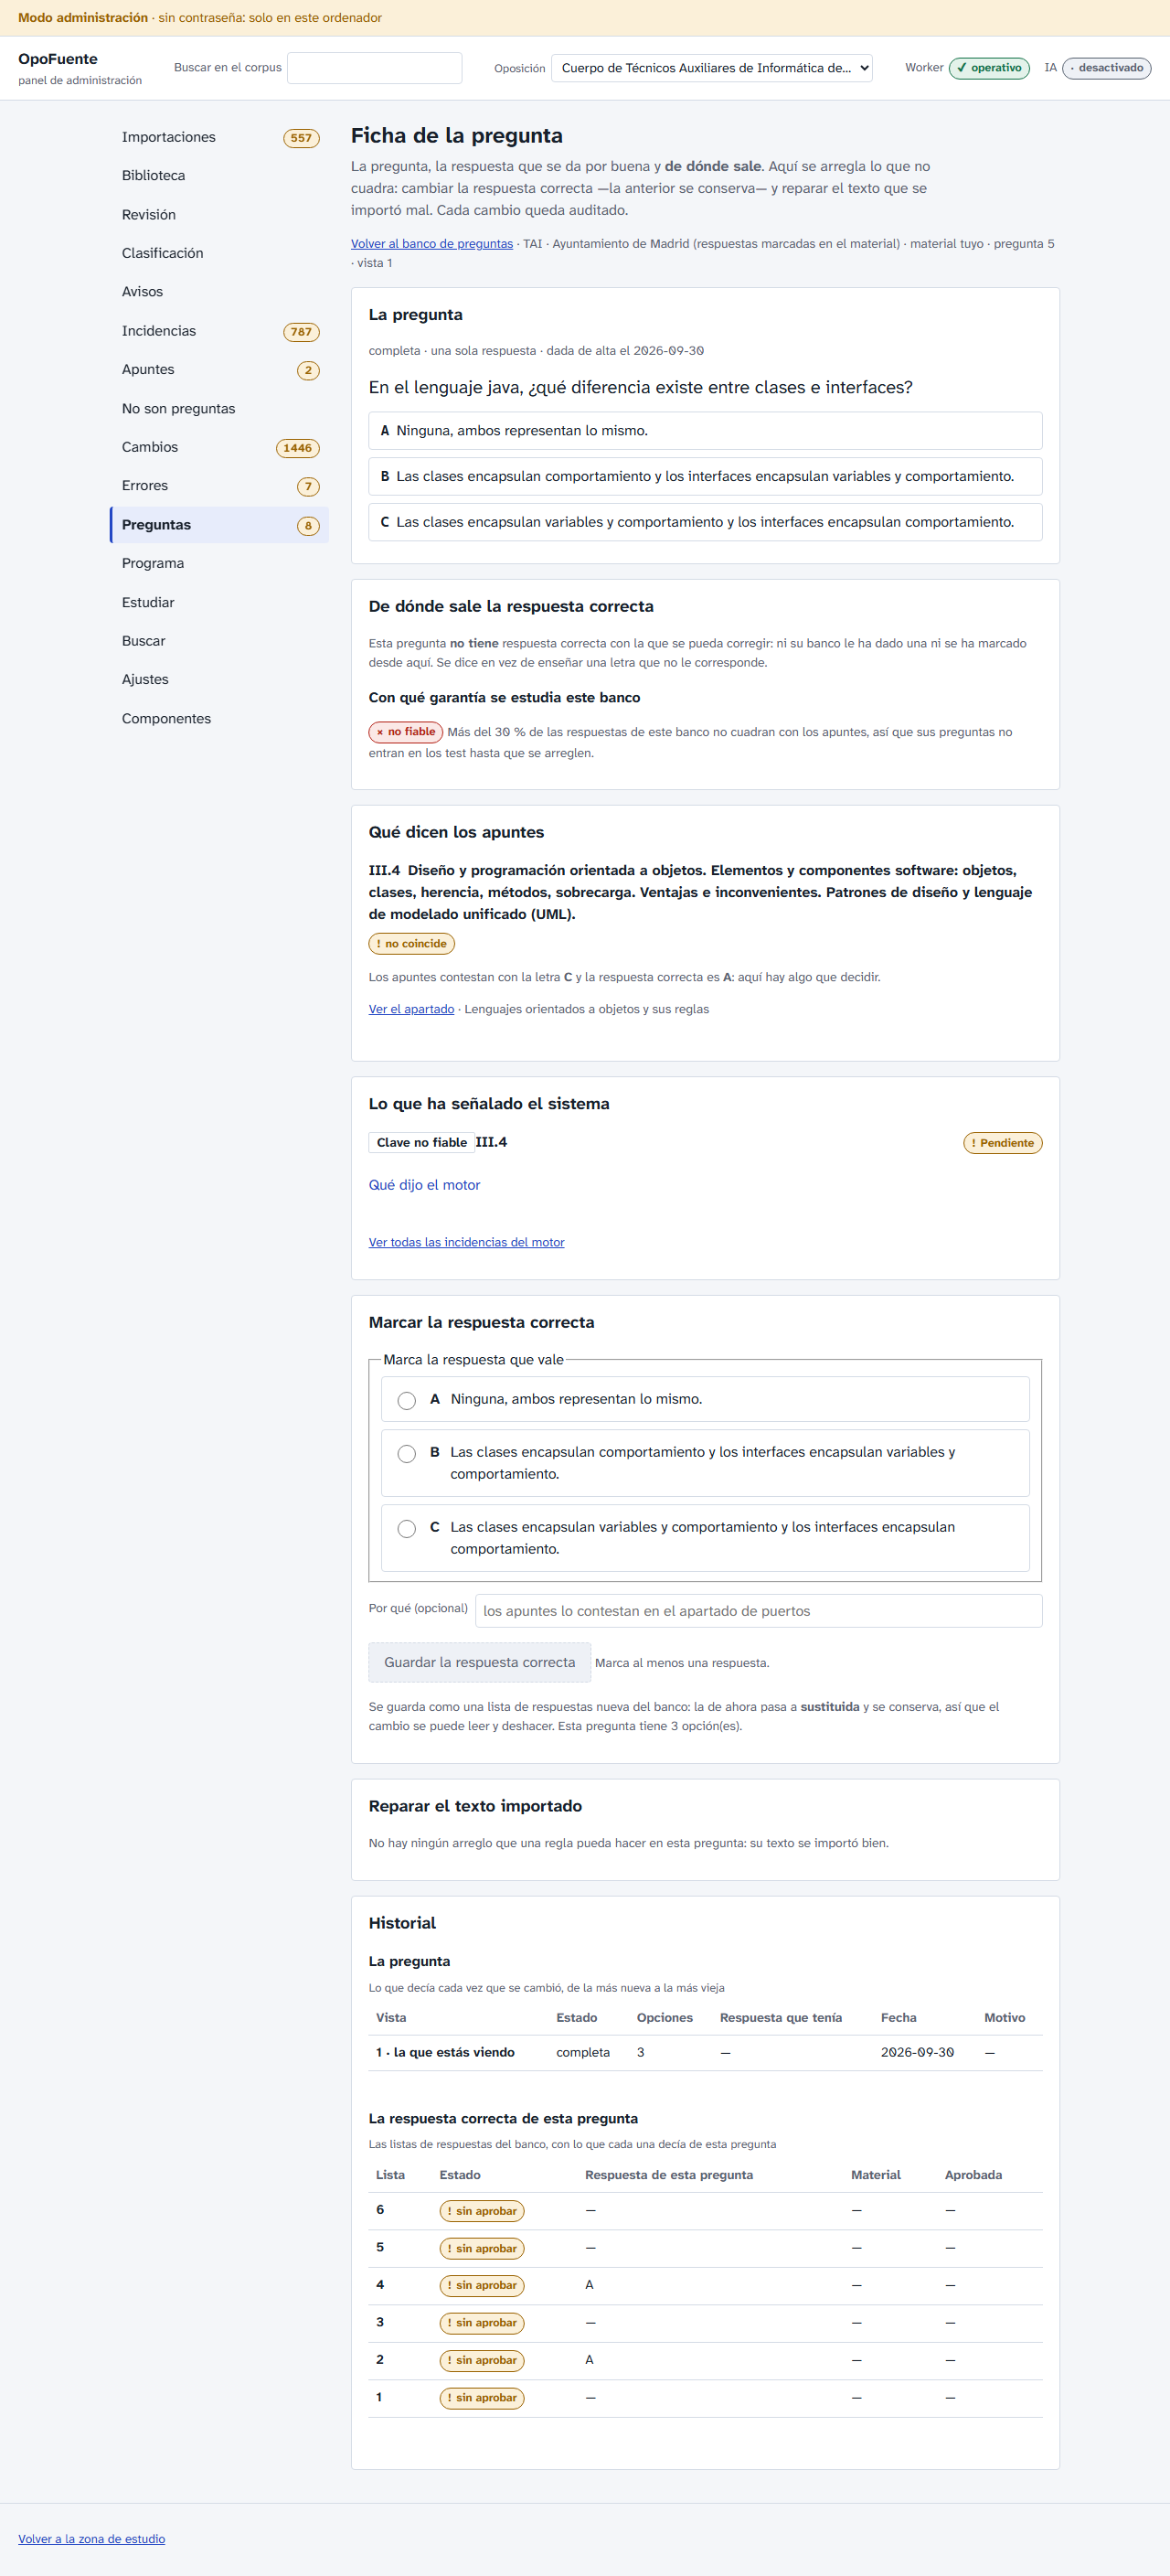 Modo administración · sin contraseña: solo en este ordenador
OpoFuente
panel de administración
Buscar en el corpus
Oposición
Cuerpo de Técnicos Auxiliares de Informática de...
Worker ✓ operativo
IA · desactivado
Importaciones 557
Biblioteca
Revisión
Clasificación
Avisos
Incidencias 787
Apuntes 2
No son preguntas
Cambios 1446
Errores 7
Preguntas 8
Programa
Estudiar
Buscar
Ajustes
Componentes
Ficha de la pregunta
La pregunta, la respuesta que se da por buena y de dónde sale. Aquí se arregla lo que no
cuadra: cambiar la respuesta correcta —la anterior se conserva— y reparar el texto que se
importó mal. Cada cambio queda auditado.
Volver al banco de preguntas · TAI · Ayuntamiento de Madrid (respuestas marcadas en el material) · material tuyo · pregunta 5
· vista 1
La pregunta
completa · una sola respuesta · dada de alta el 2026-09-30
En el lenguaje java, ¿qué diferencia existe entre clases e interfaces?
A Ninguna, ambos representan lo mismo.
B Las clases encapsulan comportamiento y los interfaces encapsulan variables y comportamiento.
C Las clases encapsulan variables y comportamiento y los interfaces encapsulan comportamiento.
De dónde sale la respuesta correcta
Esta pregunta no tiene respuesta correcta con la que se pueda corregir: ni su banco le ha dado una ni se ha marcado
desde aquí. Se dice en vez de enseñar una letra que no le corresponde.
Con qué garantía se estudia este banco
× no fiable Más del 30 % de las respuestas de este banco no cuadran con los apuntes, así que sus preguntas no
entran en los test hasta que se arreglen.
Qué dicen los apuntes
III.4 Diseño y programación orientada a objetos. Elementos y componentes software: objetos,
clases, herencia, métodos, sobrecarga. Ventajas e inconvenientes. Patrones de diseño y lenguaje
de modelado unificado (UML).
! no coincide
Los apuntes contestan con la letra C y la respuesta correcta es A: aquí hay algo que decidir.
Ver el apartado · Lenguajes orientados a objetos y sus reglas
Lo que ha señalado el sistema
Clave no fiable III.4
! Pendiente
Qué dijo el motor
Ver todas las incidencias del motor
Marcar la respuesta correcta
Marca la respuesta que vale
A Ninguna, ambos representan lo mismo.
B Las clases encapsulan comportamiento y los interfaces encapsulan variables y
comportamiento.
C Las clases encapsulan variables y comportamiento y los interfaces encapsulan
comportamiento.
Por qué (opcional) los apuntes lo contestan en el apartado de puertos
Guardar la respuesta correcta Marca al menos una respuesta.
Se guarda como una lista de respuestas nueva del banco: la de ahora pasa a sustituida y se conserva, así que el
cambio se puede leer y deshacer. Esta pregunta tiene 3 opción(es).
Reparar el texto importado
No hay ningún arreglo que una regla pueda hacer en esta pregunta: su texto se importó bien.
Historial
La pregunta
Lo que decía cada vez que se cambió, de la más nueva a la más vieja
Vista Estado Opciones Respuesta que tenía Fecha Motivo
1 · la que estás viendo completa 3 — 2026-09-30 —
La respuesta correcta de esta pregunta
Las listas de respuestas del banco, con lo que cada una decía de esta pregunta
Lista Estado Respuesta de esta pregunta Material Aprobada
6 ! sin aprobar — — —
5 ! sin aprobar — — —
4 ! sin aprobar A — —
3 ! sin aprobar — — —
2 ! sin aprobar A — —
1 ! sin aprobar — — —
Volver a la zona de estudio